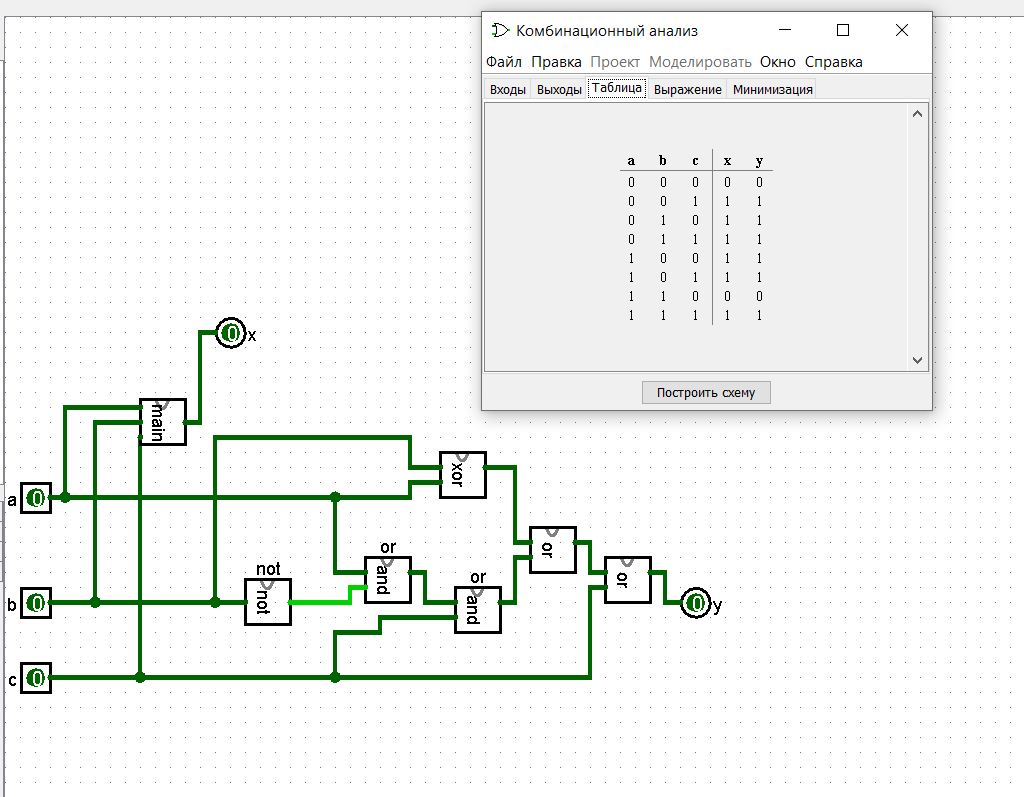 Комбинационный анализ
Файл Правка Проект Моделировать Окно Справка
Входы Выходы Таблица Выражение Минимизация
a b c x y
0 0 0 0 0
0 0 1 1 1
0 1 0 1 1
0 1 1 1 1
1 0 0 1 1
1 0 1 1 1
1 1 0 0 0
1 1 1 1 1
Построить схему
0 x
main
xor
a 0
or
or
not
and
or
or
b 0
not
and
0 y
c 0